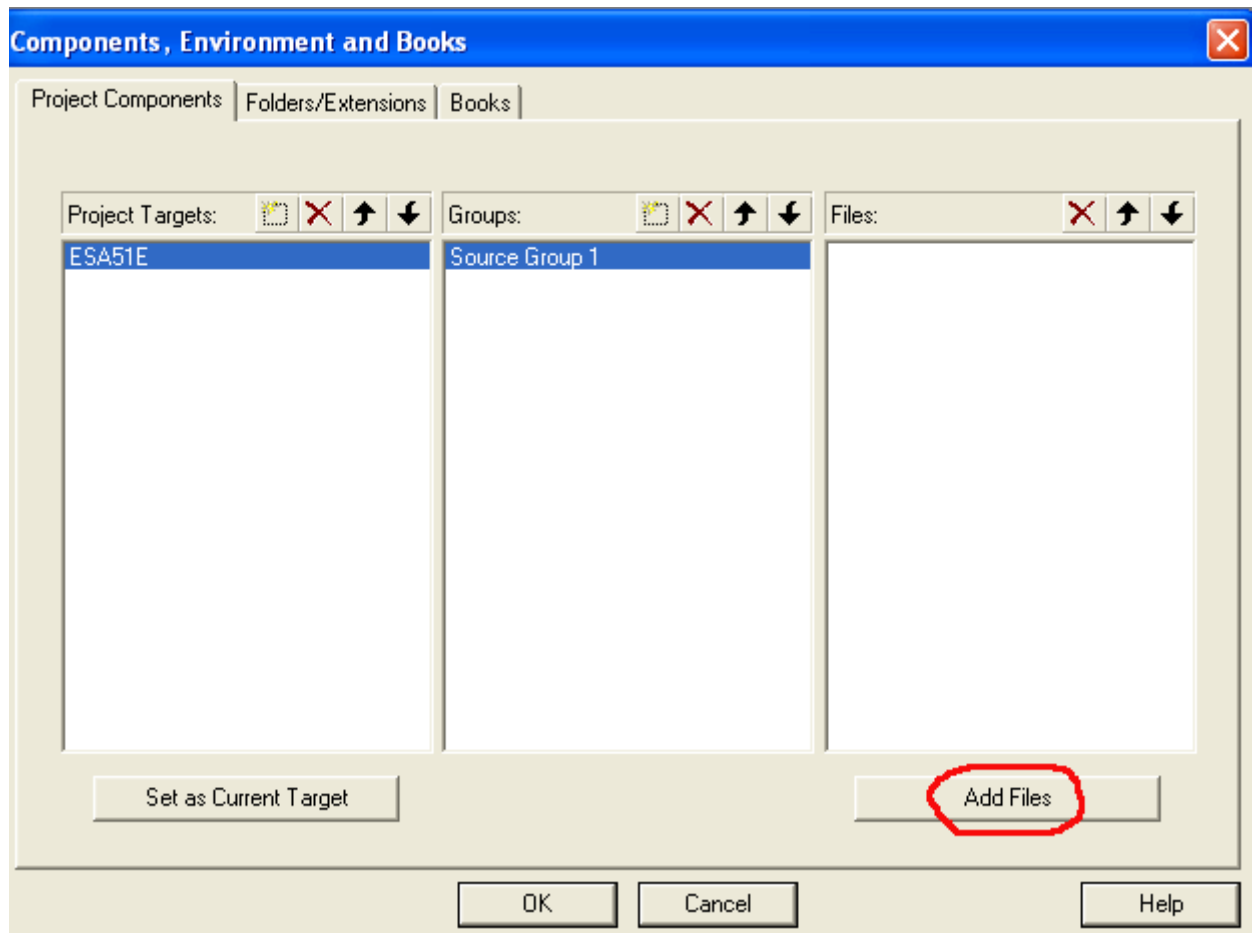 Components, Environment and Books
Project Components Folders/Extensions Books
Project Targets: Groups: Files:
ESA51E Source Group 1
Set as Current Target Add Files
OK Cancel Help